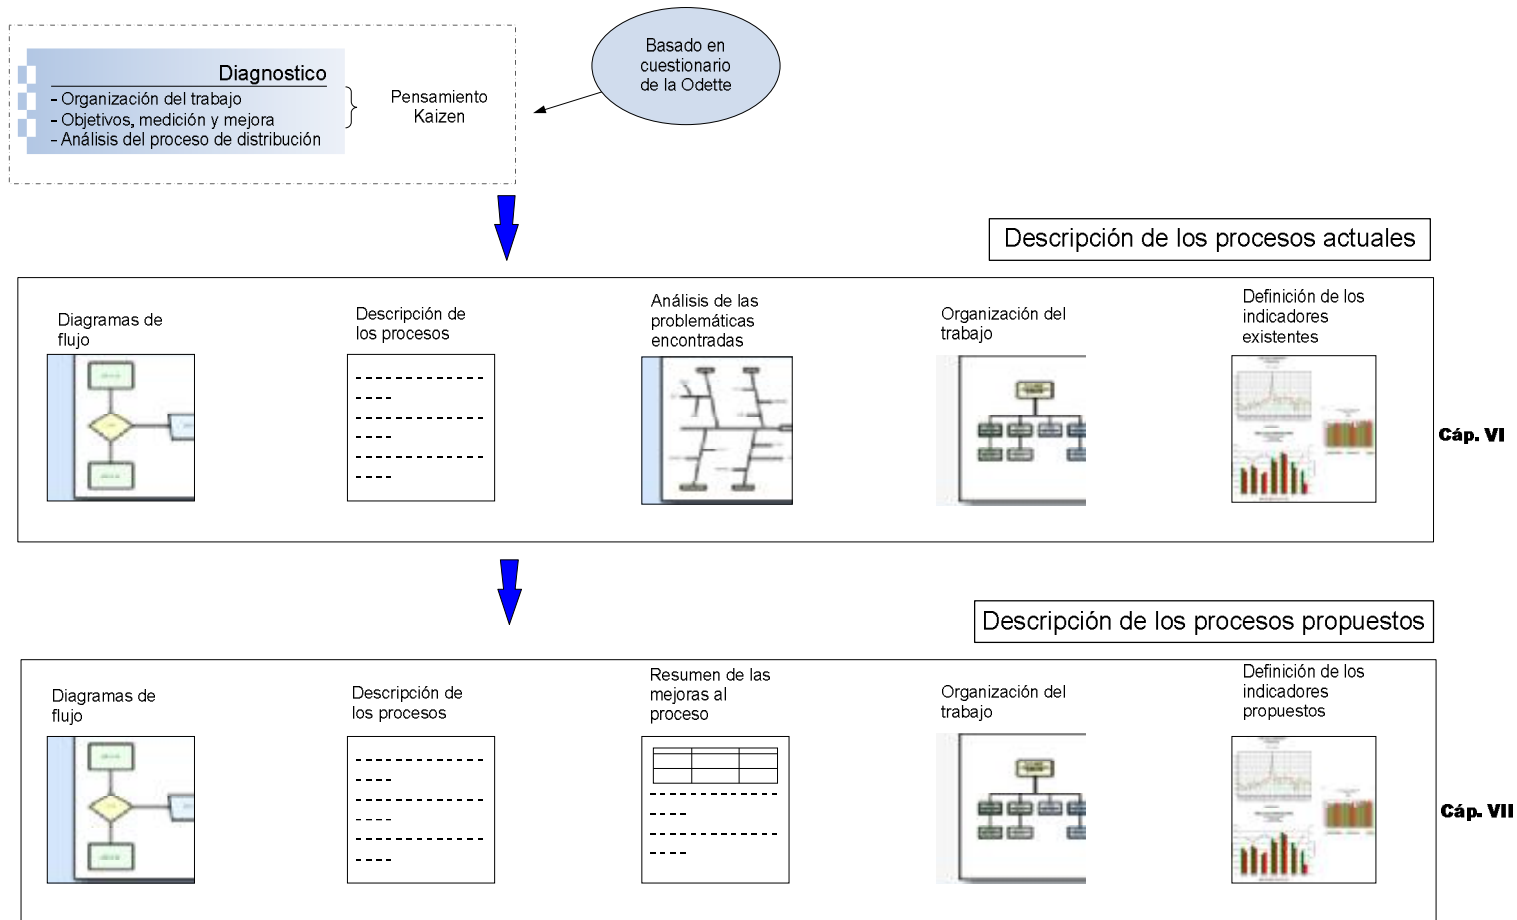 Diagnostico
- Organización del trabajo
- Objetivos, medición y mejora
- Análisis del proceso de distribución
Pensamiento
Kaizen
Basado en
cuestionario
de la Odette
Descripción de los procesos actuales
Diagramas de
flujo
Descripción de
los procesos
Análisis de las
problemáticas
encontradas
Organización del
trabajo
Definición de los
indicadores
existentes
Cáp. VI
Descripción de los procesos propuestos
Diagramas de
flujo
Descripción de
los procesos
Resumen de las
mejoras al
proceso
Organización del
trabajo
Definición de los
indicadores
propuestos
Cáp. VII